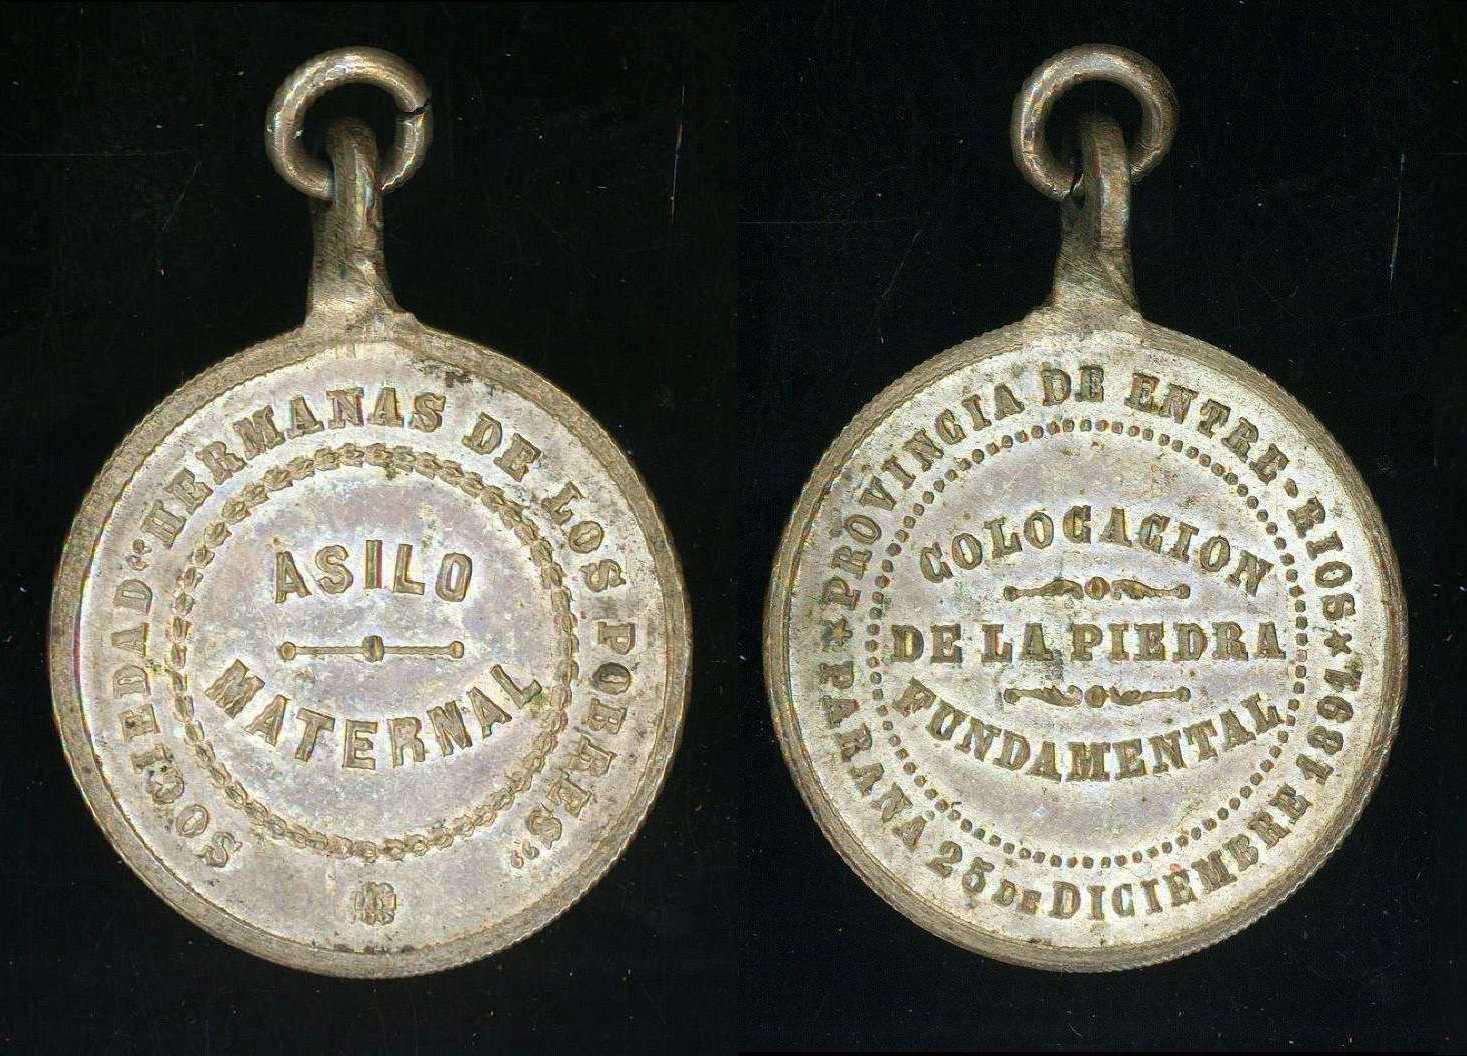 SOCIEDAD "HERMANAS DE LOS POBRES"
ASILO
MATERNAL
PROVINCIA DE ENTRE-RIOS
COLOCACION
DE LA PIEDRA
FUNDAMENTAL
PARANÁ 25 DE DICIEMBRE 1891